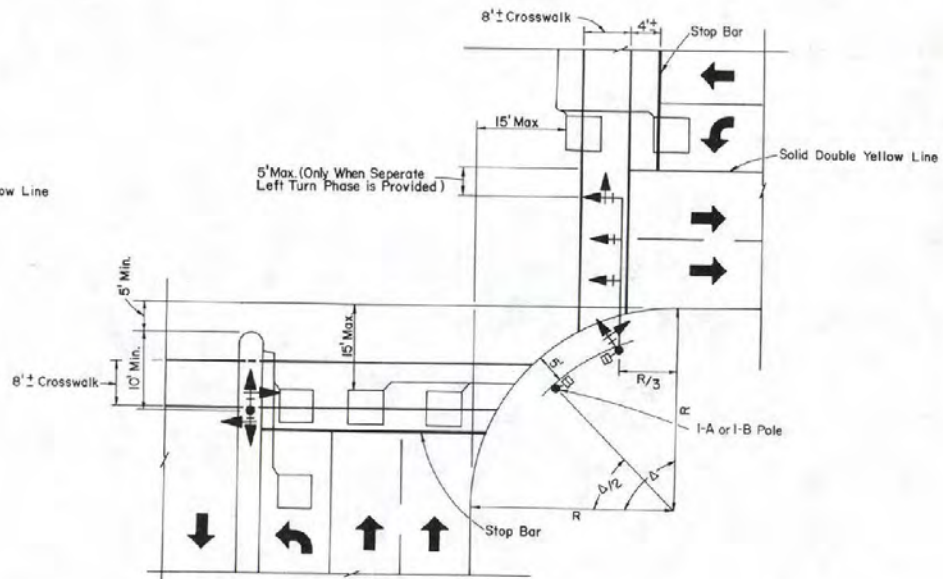 8'± Crosswalk
4'±
Stop Bar
15' Max
5' Max. (Only When Seperate
Left Turn Phase is Provided)
Solid Double Yellow Line
ow Line
5' Min.
10' Min.
15' Max
8'± Crosswalk
5'
R/3
R
1-A or 1-B Pole
Δ/2
Δ
R
Stop Bar